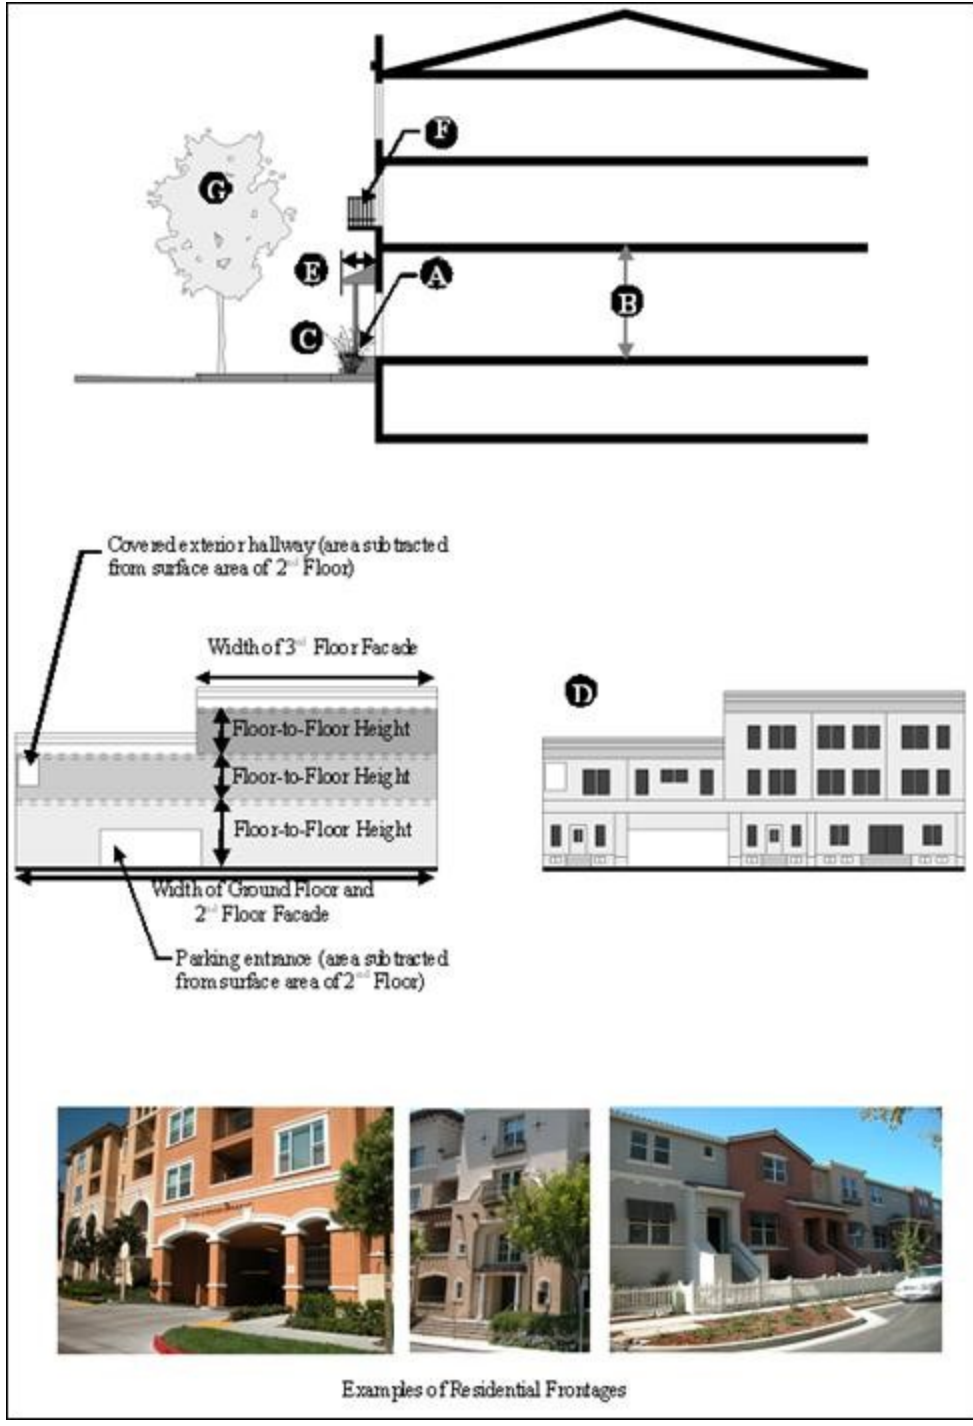 F
G
E
A
B
C
Covered exterior hallway (area subtracted
from surface area of 2nd Floor)
Width of 3rd Floor Facade
D
Floor-to-Floor Height
Floor-to-Floor Height
Floor-to-Floor Height
Width of Ground Floor and
2nd Floor Facade
Parking entrance (area subtracted
from surface area of 2nd Floor)
Examples of Residential Frontages